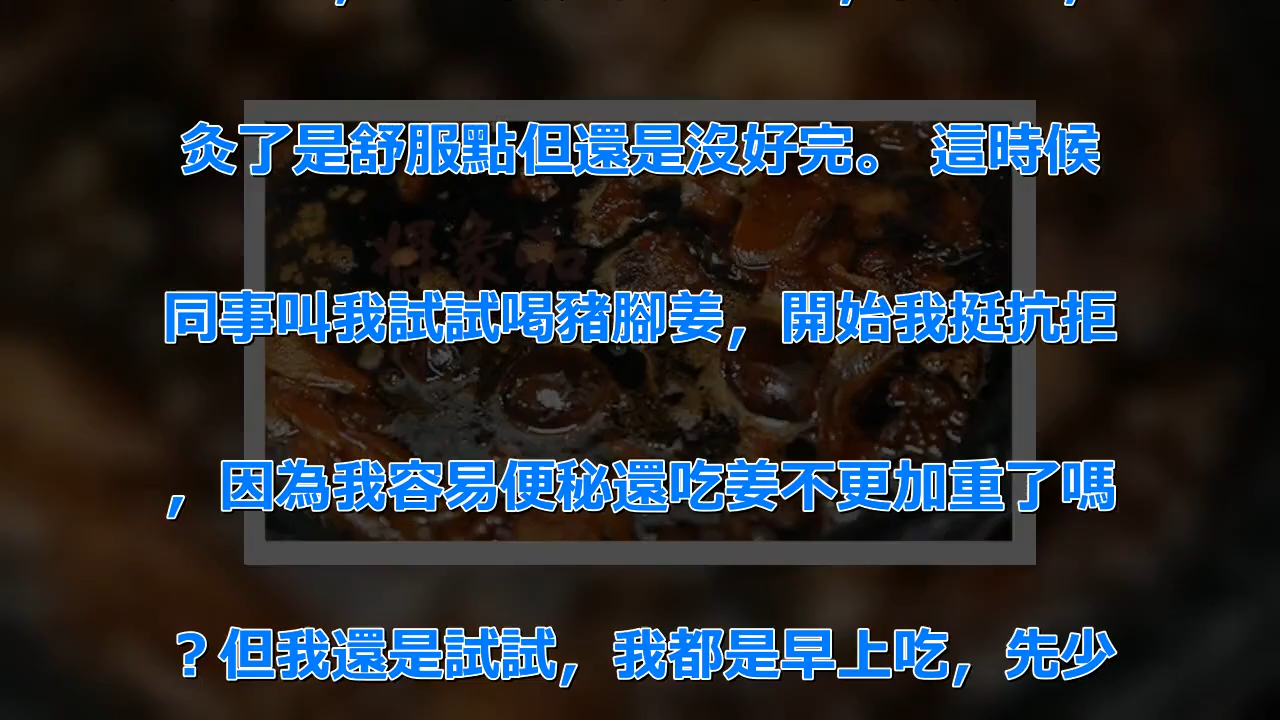 灸了是舒服點但還是沒好完。 這時候
同事叫我試試喝豬腳姜，開始我挺抗拒
，因為我容易便秘還吃姜不更加重了嗎
？但我還是試試，我都是早上吃，先少